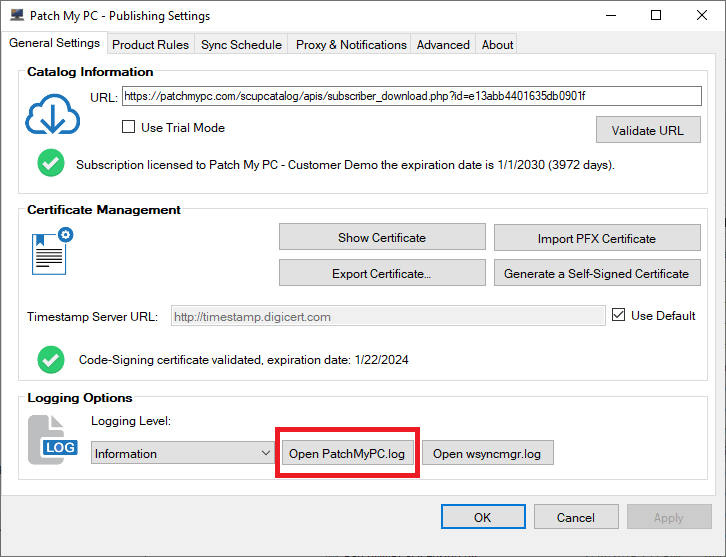 Patch My PC - Publishing Settings
General Settings Product Rules Sync Schedule Proxy & Notifications Advanced About
Catalog Information
URL: https://patchmypc.com/scupcatalog/apis/subscriber_download.php?id=e13abb4401635db0901f
Use Trial Mode
Validate URL
Subscription licensed to Patch My PC - Customer Demo the expiration date is 1/1/2030 (3972 days).
Certificate Management
Show Certificate Import PFX Certificate
Export Certificate... Generate a Self-Signed Certificate
Timestamp Server URL: http://timestamp.digicert.com Use Default
Code-Signing certificate validated, expiration date: 1/22/2024
Logging Options
Logging Level:
LOG
Information Open PatchMyPC.log Open wsyncmgr.log
OK Cancel Apply